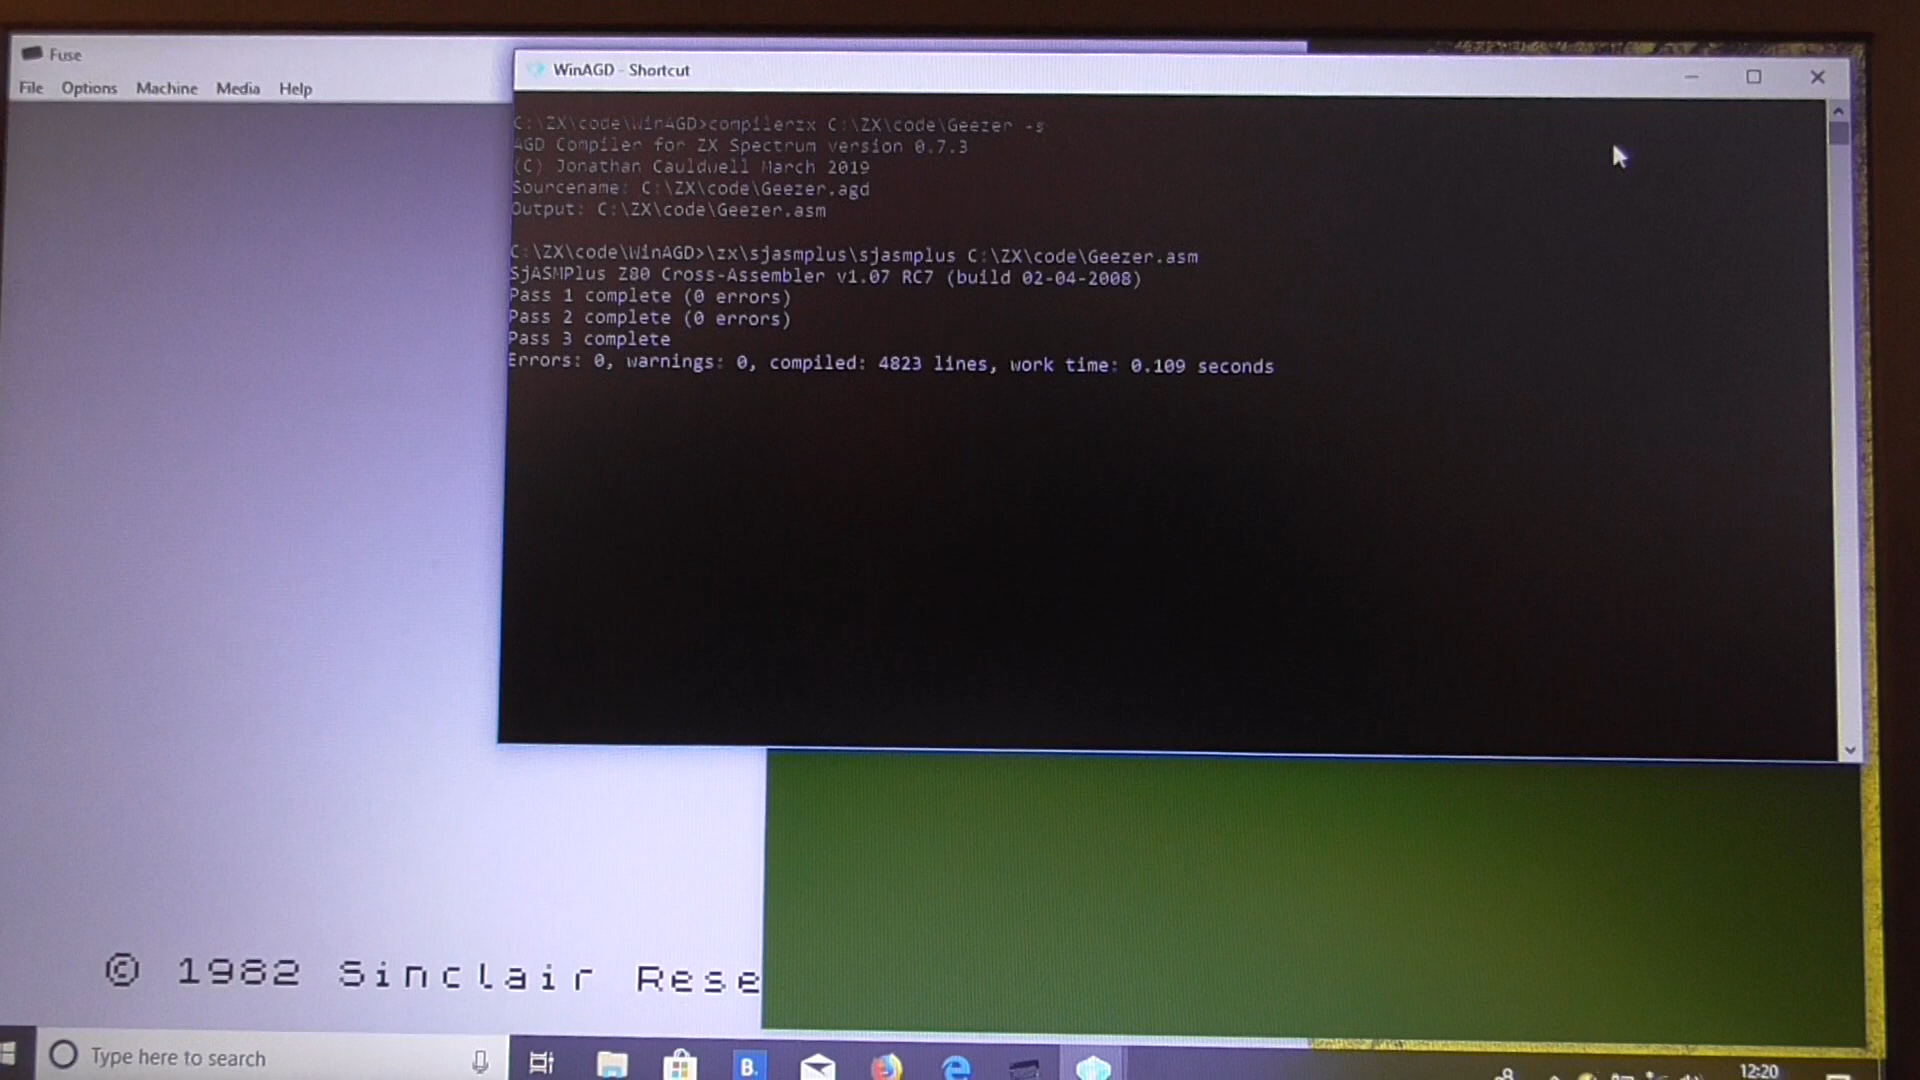 Fuse
File Options Machine Media Help
WinAGD - Shortcut
C:\ZX\code\WinAGD>compilerzx C:\ZX\code\Geezer -s
AGD Compiler for ZX Spectrum version 0.7.3
(C) Jonathan Cauldwell March 2019
Sourcename: C:\ZX\code\Geezer.agd
Output: C:\ZX\code\Geezer.asm
C:\ZX\code\WinAGD>\zx\sjasmplus\sjasmplus C:\ZX\code\Geezer.asm
SjASMPlus Z80 Cross-Assembler v1.07 RC7 (build 02-04-2008)
Pass 1 complete (0 errors)
Pass 2 complete (0 errors)
Pass 3 complete
Errors: 0, warnings: 0, compiled: 4823 lines, work time: 0.109 seconds
© 1982 Sinclair Rese
Type here to search
B.
12:20